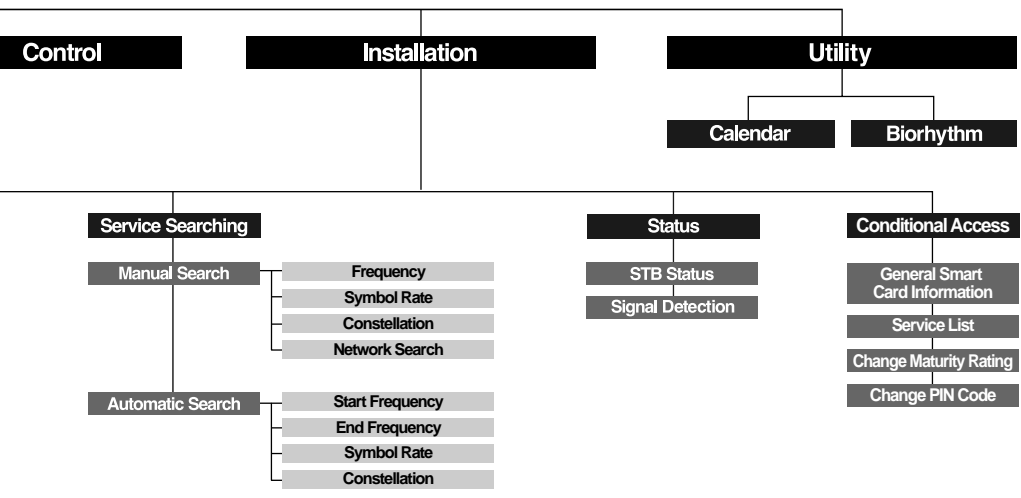 Control
Installation
Utility
Calendar
Biorhythm
Service Searching
Manual Search
Frequency
Symbol Rate
Constellation
Network Search
Automatic Search
Start Frequency
End Frequency
Symbol Rate
Constellation
Status
STB Status
Signal Detection
Conditional Access
General Smart
Card Information
Service List
Change Maturity Rating
Change PIN Code